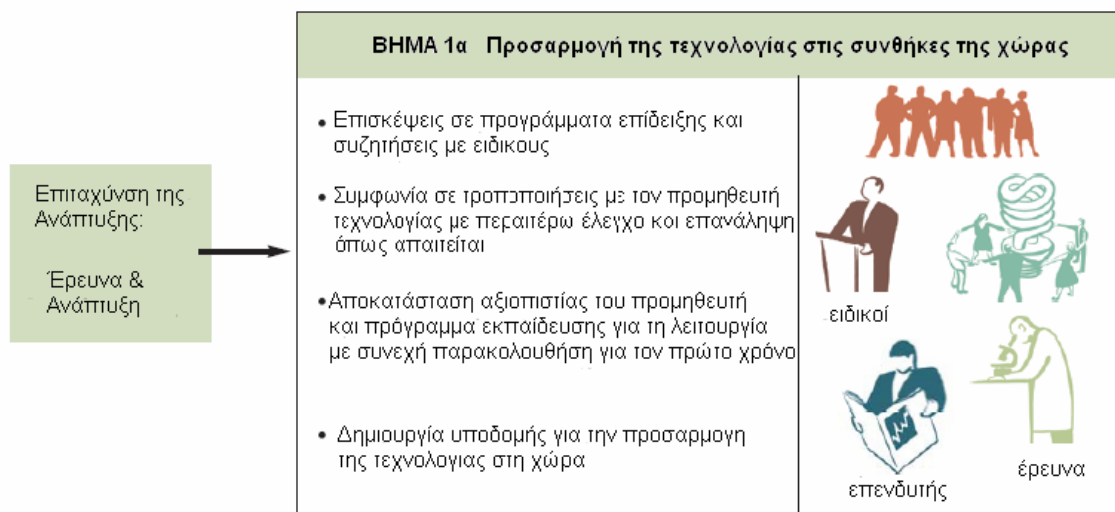 ΒΗΜΑ 1α Προσαρμογή της τεχνολογίας στις συνθήκες της χώρας
Επιταχύνση της
Ανάπτυξης:
Έρευνα &
Ανάπτυξη
• Επισκέψεις σε προγράμματα επίδειξης και
συζητήσεις με ειδικους
• Συμφωνία σε τροποποιήσεις με τον προμηθευτή
τεχνολογίας με περαιτέρω έλεγχο και επανάληψη
όπως απαιτείται
• Αποκατάσταση αξιοπιστίας του προμηθευτή
και πρόγραμμα εκπαίδευσης για τη λειτουργία
με συνεχή παρακολουθήση για τον πρώτο χρόνο
• Δημιουργία υποδομής για την προσαρμογη
της τεχνολογιας στη χώρα
ειδικοί
επενδυτής
έρευνα